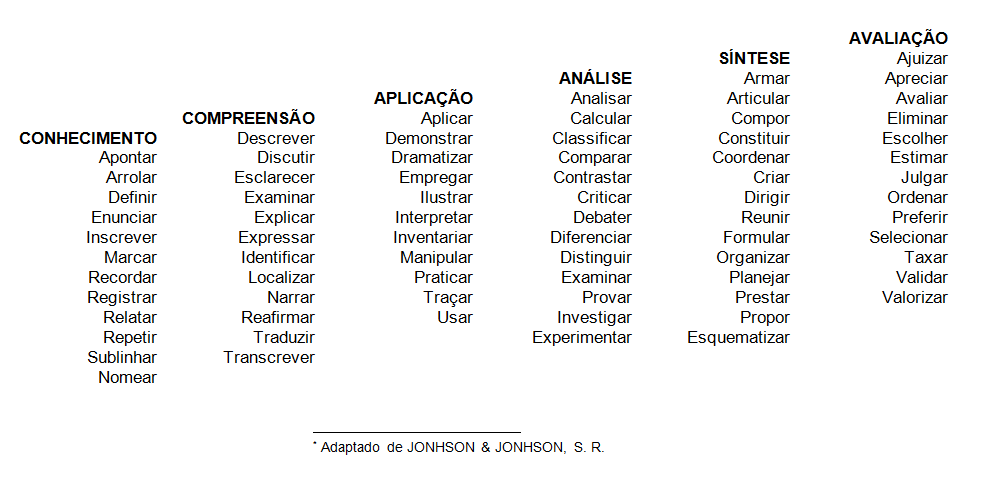 CONHECIMENTO
Apontar
Arrolar
Definir
Enunciar
Inscrever
Marcar
Recordar
Registrar
Relatar
Repetir
Sublinhar
Nomear
COMPREENSÃO
Descrever
Discutir
Esclarecer
Examinar
Explicar
Expressar
Identificar
Localizar
Narrar
Reafirmar
Traduzir
Transcrever
APLICAÇÃO
Aplicar
Demonstrar
Dramatizar
Empregar
Ilustrar
Interpretar
Inventariar
Manipular
Praticar
Traçar
Usar
ANÁLISE
Analisar
Calcular
Classificar
Comparar
Contrastar
Criticar
Debater
Diferenciar
Distinguir
Examinar
Provar
Investigar
Experimentar
SÍNTESE
Armar
Articular
Compor
Constituir
Coordenar
Criar
Dirigir
Reunir
Formular
Organizar
Planejar
Prestar
Propor
Esquematizar
AVALIAÇÃO
Ajuizar
Apreciar
Avaliar
Eliminar
Escolher
Estimar
Julgar
Ordenar
Preferir
Selecionar
Taxar
Validar
Valorizar
* Adaptado de JONHSON & JONHSON, S. R.